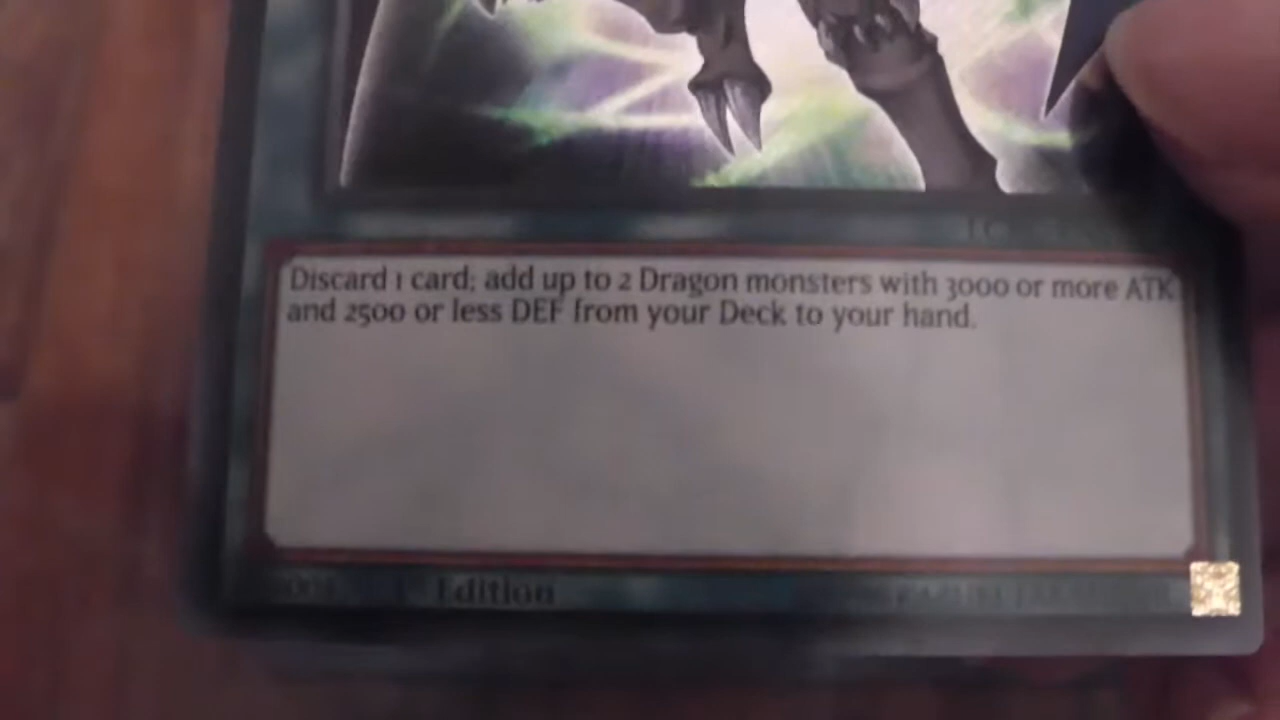 Discard 1 card; add up to 2 Dragon monsters with 3000 or more ATK
and 2500 or less DEF from your Deck to your hand.
Edition